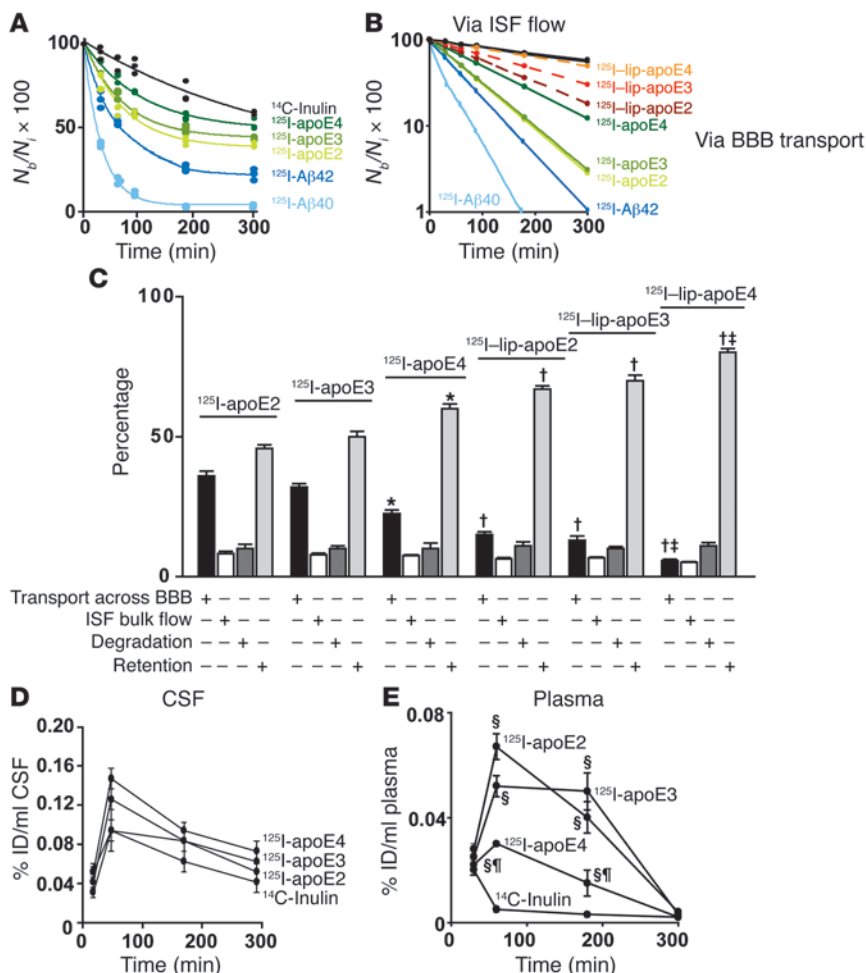 A
N_b/N_i × 100
100
50
0
0 100 200 300
Time (min)
¹⁴C-Inulin
¹²⁵I-apoE4
¹²⁵I-apoE3
¹²⁵I-apoE2
¹²⁵I-Aβ42
¹²⁵I-Aβ40
B
Via ISF flow
N_b/N_i × 100
100
10
1
0 100 200 300
Time (min)
¹²⁵I–lip-apoE4
¹²⁵I–lip-apoE3
¹²⁵I–lip-apoE2
¹²⁵I-apoE4
¹²⁵I-apoE3
¹²⁵I-apoE2
¹²⁵I-Aβ42
¹²⁵I-Aβ40
Via BBB transport
C
Percentage
100
50
0
¹²⁵I-apoE2
¹²⁵I-apoE3
¹²⁵I-apoE4
¹²⁵I–lip-apoE2
¹²⁵I–lip-apoE3
¹²⁵I–lip-apoE4
* *
† †
† †
†‡ †‡
Transport across BBB + – – – + – – – + – – – + – – – + – – – + – – –
ISF bulk flow – + – – – + – – – + – – – + – – – + – – – + – –
Degradation – – + – – – + – – – + – – – + – – – + – – – + –
Retention – – – + – – – + – – – + – – – + – – – + – – – +
D
CSF
% ID/ml CSF
0.20
0.16
0.12
0.08
0.04
0 100 200 300
Time (min)
¹²⁵I-apoE4
¹²⁵I-apoE3
¹²⁵I-apoE2
¹⁴C-Inulin
E
Plasma
% ID/ml plasma
0.08
0.04
0
0 100 200 300
Time (min)
§
¹²⁵I-apoE2
§
§
¹²⁵I-apoE3
§
¹²⁵I-apoE4
§¶
§¶
¹⁴C-Inulin